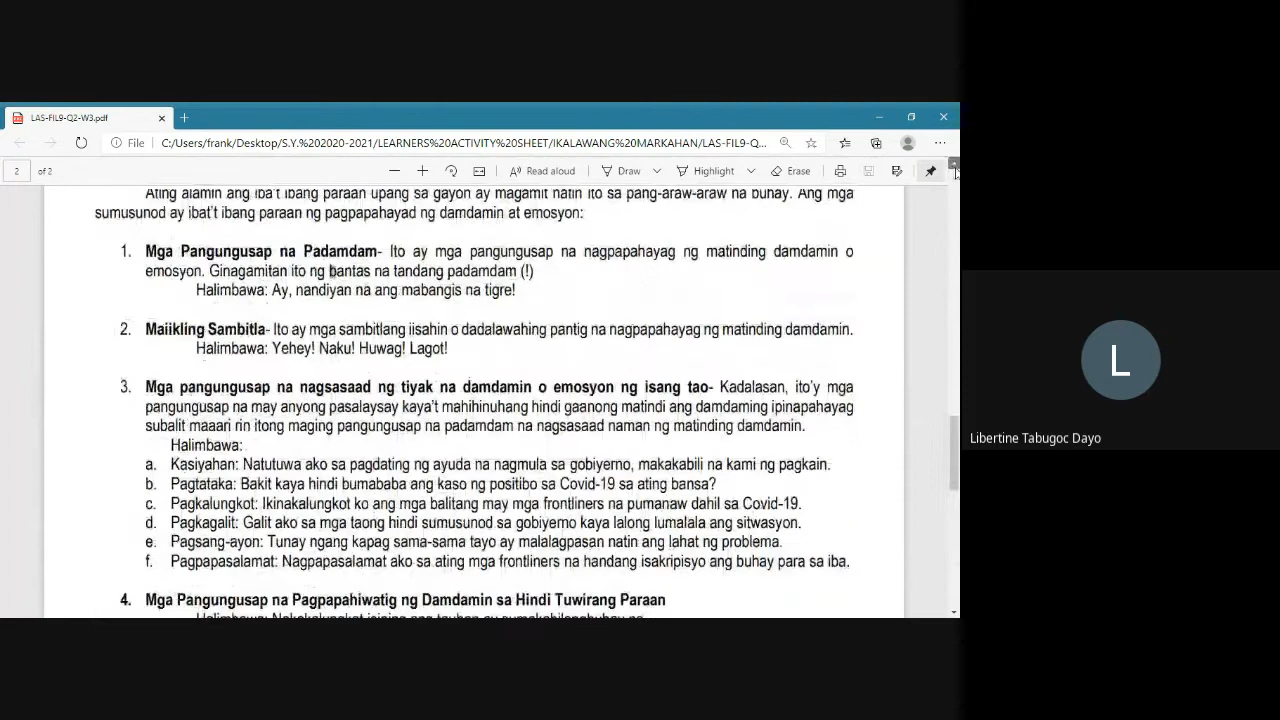 LAS-FIL9-Q2-W3.pdf
File
C:/Users/frank/Desktop/S.Y.%202020-2021/LEARNERS%20ACTIVITY%20SHEET/IKALAWANG%20MARKAHAN/LAS-FIL9-Q...
2 of 2
Read aloud
Draw
Highlight
Erase
Ating alamin ang iba't ibang paraan upang sa gayon ay magamit natin ito sa pang-araw-araw na buhay. Ang mga
sumusunod ay ibat't ibang paraan ng pagpapahayad ng damdamin at emosyon:
1. Mga Pangungusap na Padamdam- Ito ay mga pangungusap na nagpapahayag ng matinding damdamin o
emosyon. Ginagamitan ito ng bantas na tandang padamdam (!)
Halimbawa: Ay, nandiyan na ang mabangis na tigre!
2. Maiikling Sambitla- Ito ay mga sambitlang iisahin o dadalawahing pantig na nagpapahayag ng matinding damdamin.
Halimbawa: Yehey! Naku! Huwag! Lagot!
3. Mga pangungusap na nagsasaad ng tiyak na damdamin o emosyon ng isang tao- Kadalasan, ito'y mga
pangungusap na may anyong pasalaysay kaya't mahihinuhang hindi gaanong matindi ang damdaming ipinapahayag
subalit maaari rin itong maging pangungusap na padamdam na nagsasaad naman ng matinding damdamin.
Halimbawa:
a. Kasiyahan: Natutuwa ako sa pagdating ng ayuda na nagmula sa gobiyerno, makakabili na kami ng pagkain.
b. Pagtataka: Bakit kaya hindi bumababa ang kaso ng positibo sa Covid-19 sa ating bansa?
c. Pagkalungkot: Ikinakalungkot ko ang mga balitang may mga frontliners na pumanaw dahil sa Covid-19.
d. Pagkagalit: Galit ako sa mga taong hindi sumusunod sa gobiyerno kaya lalong lumalala ang sitwasyon.
e. Pagsang-ayon: Tunay ngang kapag sama-sama tayo ay malalagpasan natin ang lahat ng problema.
f. Pagpapasalamat: Nagpapasalamat ako sa ating mga frontliners na handang isakripisyo ang buhay para sa iba.
4. Mga Pangungusap na Pagpapahiwatig ng Damdamin sa Hindi Tuwirang Paraan
L
Libertine Tabugoc Dayo